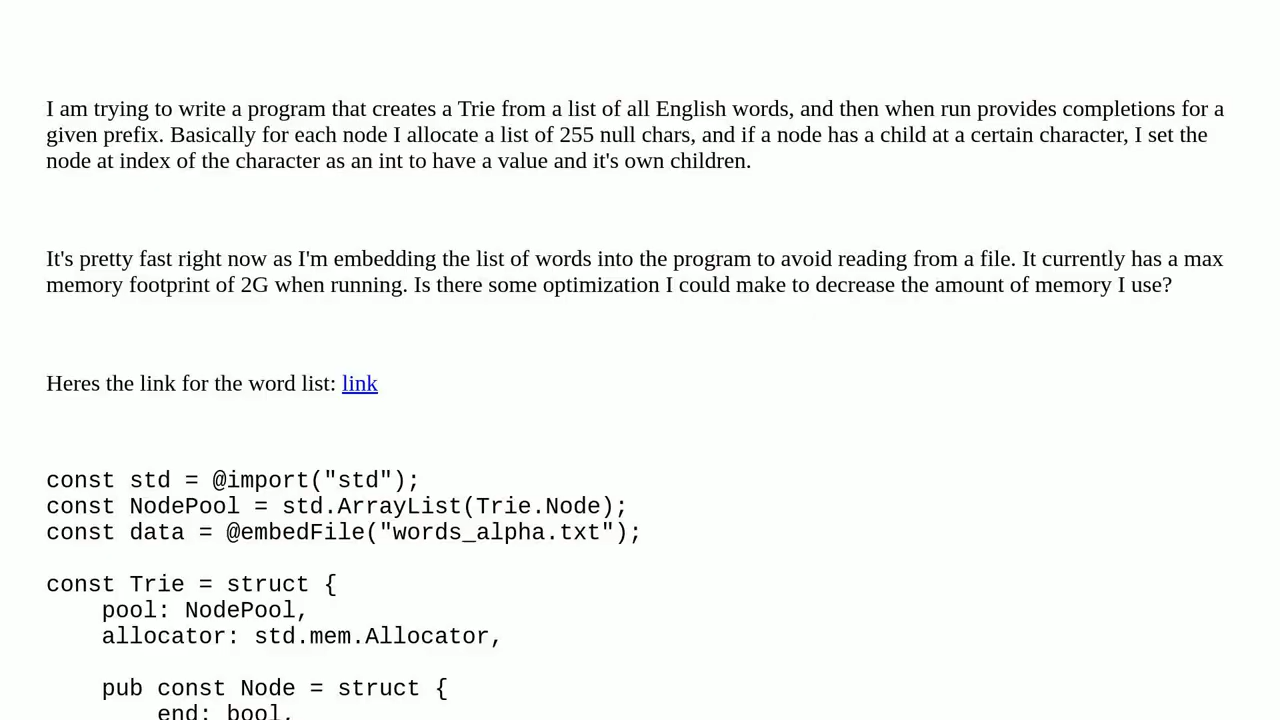 I am trying to write a program that creates a Trie from a list of all English words, and then when run provides completions for a
given prefix. Basically for each node I allocate a list of 255 null chars, and if a node has a child at a certain character, I set the
node at index of the character as an int to have a value and it's own children.
It's pretty fast right now as I'm embedding the list of words into the program to avoid reading from a file. It currently has a max
memory footprint of 2G when running. Is there some optimization I could make to decrease the amount of memory I use?
Heres the link for the word list: link
const std = @import("std");
const NodePool = std.ArrayList(Trie.Node);
const data = @embedFile("words_alpha.txt");
const Trie = struct {
    pool: NodePool,
    allocator: std.mem.Allocator,
    pub const Node = struct {
        end: bool,